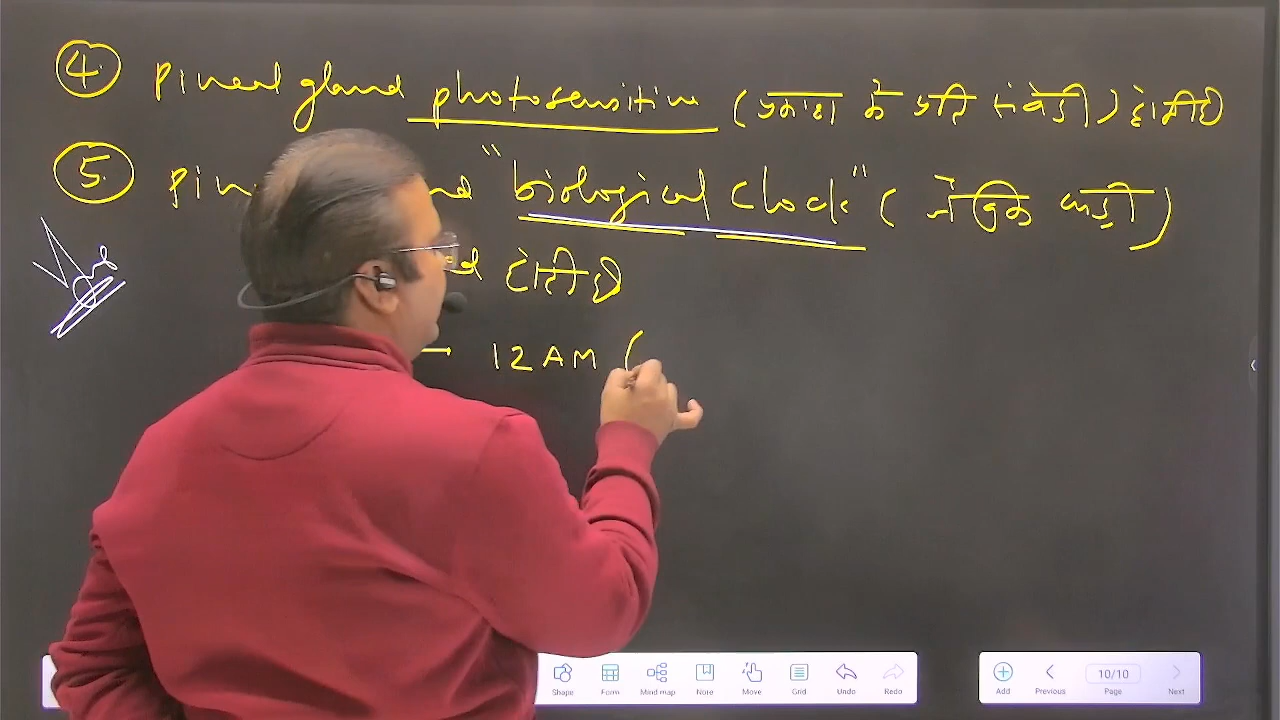 ④ Pineal gland photosensitive (प्रकाश के प्रति संवेदी) होती है
⑤ Pin "biological clock" (जैविक घड़ी)
होती है
12 AM (
Shape Form Mind map Note Move Grid Undo Redo Add Previous 10/10 Page Next